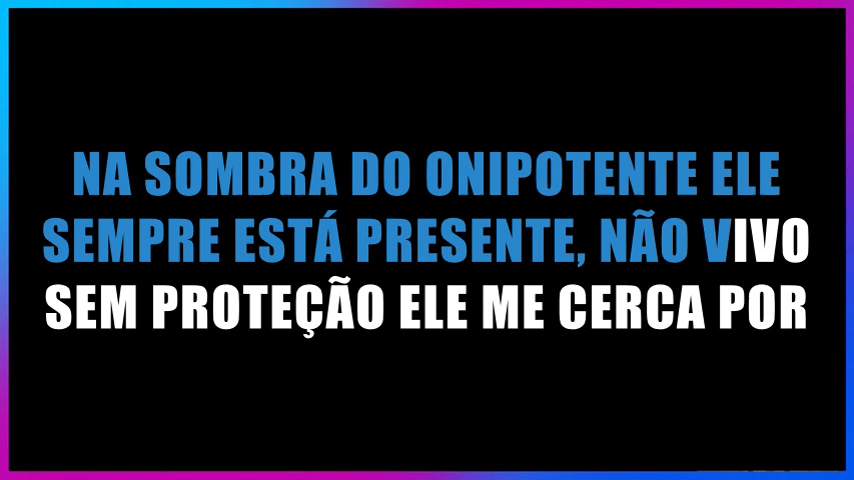 NA SOMBRA DO ONIPOTENTE ELE
SEMPRE ESTÁ PRESENTE, NÃO VIVO
SEM PROTEÇÃO ELE ME CERCA POR